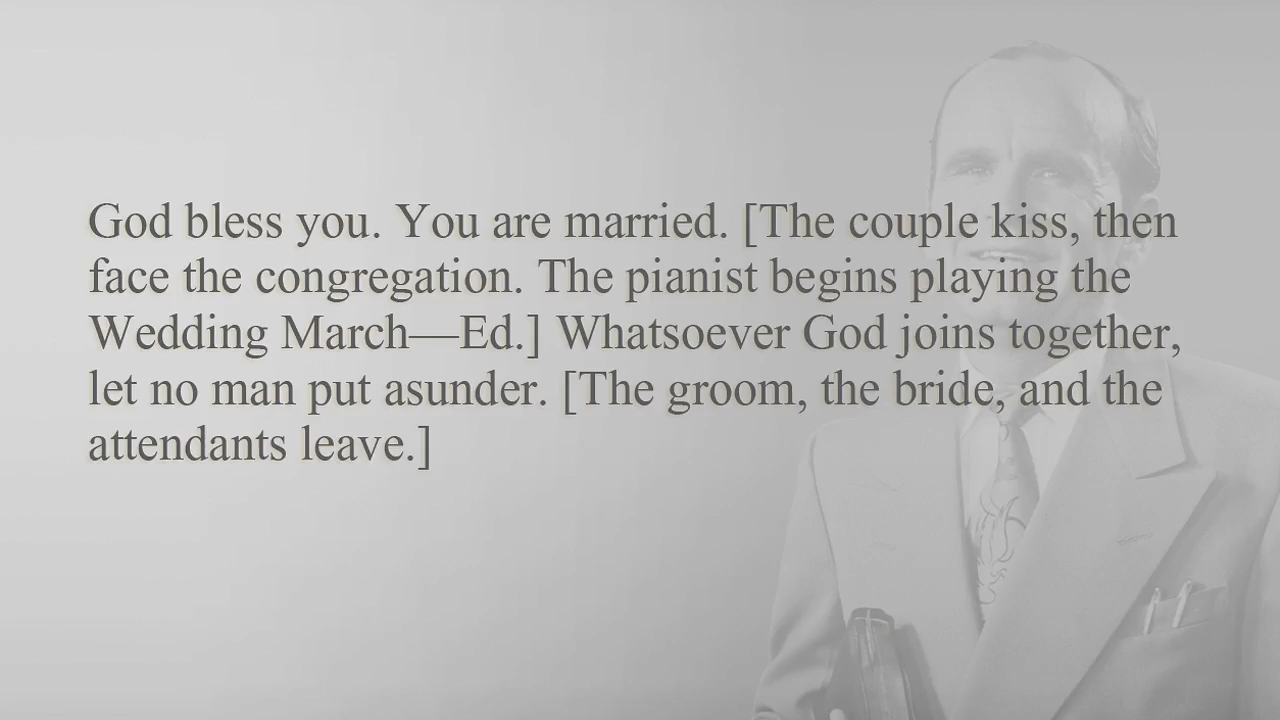 God bless you. You are married. [The couple kiss, then
face the congregation. The pianist begins playing the
Wedding March—Ed.] Whatsoever God joins together,
let no man put asunder. [The groom, the bride, and the
attendants leave.]